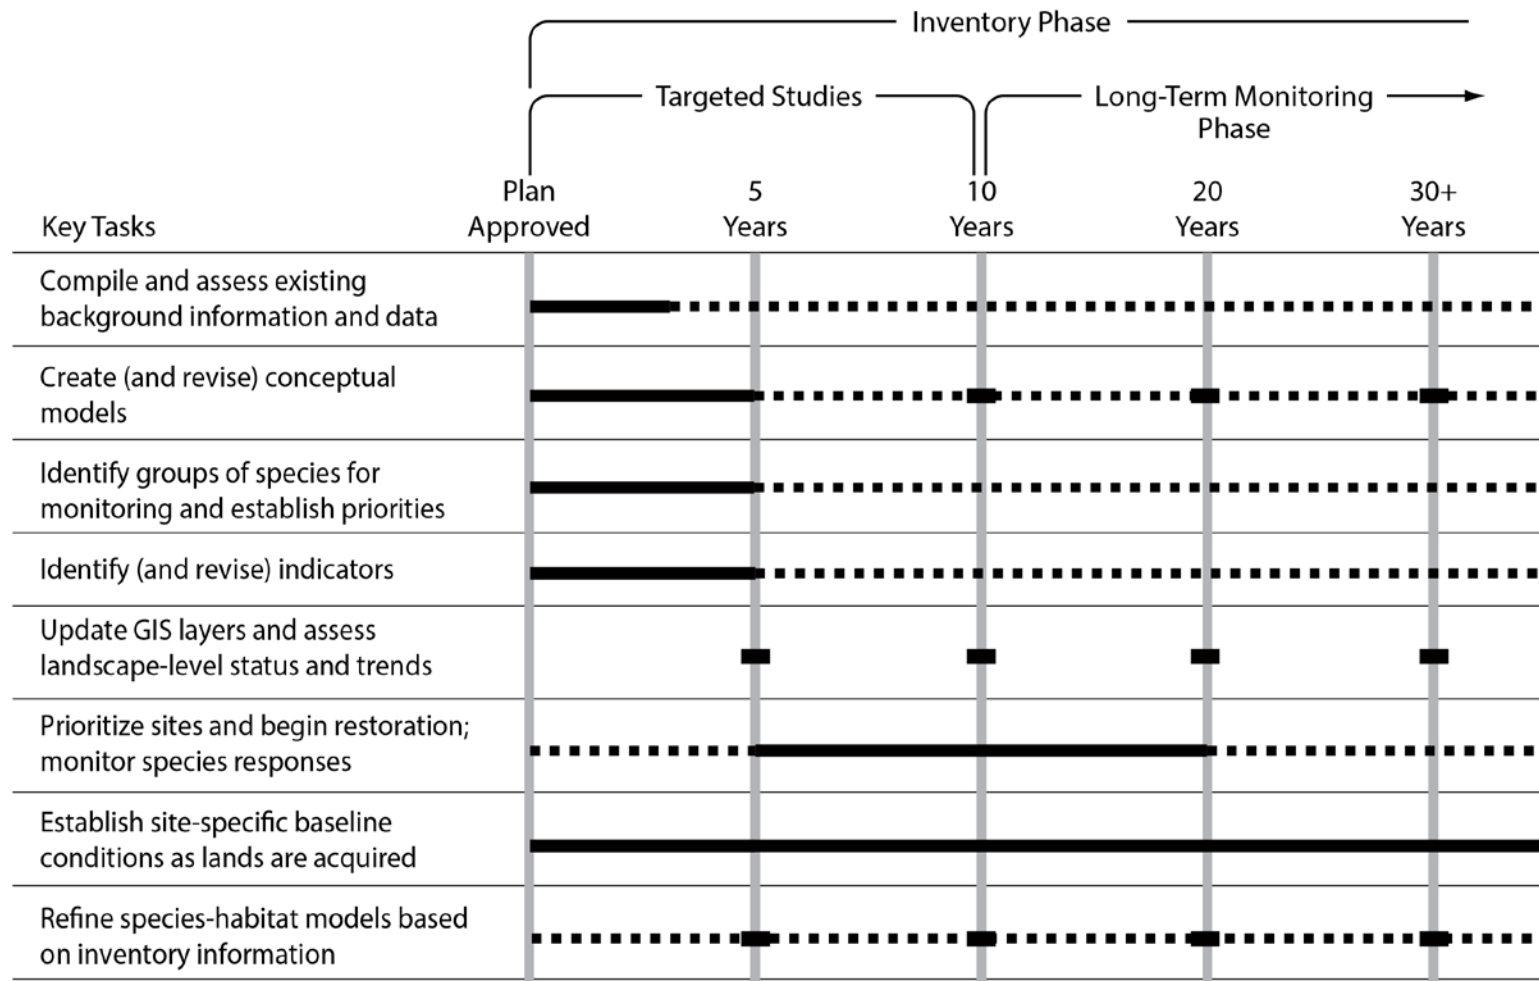 Inventory Phase
Targeted Studies
Long-Term Monitoring
Phase
Key Tasks
Plan
Approved
5
Years
10
Years
20
Years
30+
Years
Compile and assess existing
background information and data
Create (and revise) conceptual
models
Identify groups of species for
monitoring and establish priorities
Identify (and revise) indicators
Update GIS layers and assess
landscape-level status and trends
Prioritize sites and begin restoration;
monitor species responses
Establish site-specific baseline
conditions as lands are acquired
Refine species-habitat models based
on inventory information